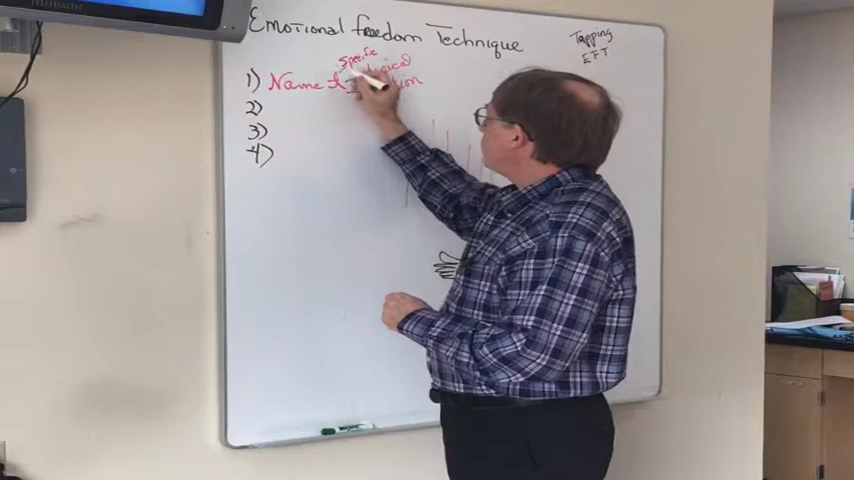 Emotional Freedom Technique
Tapping
EFT
Specific
1) Name
2)
3)
4)